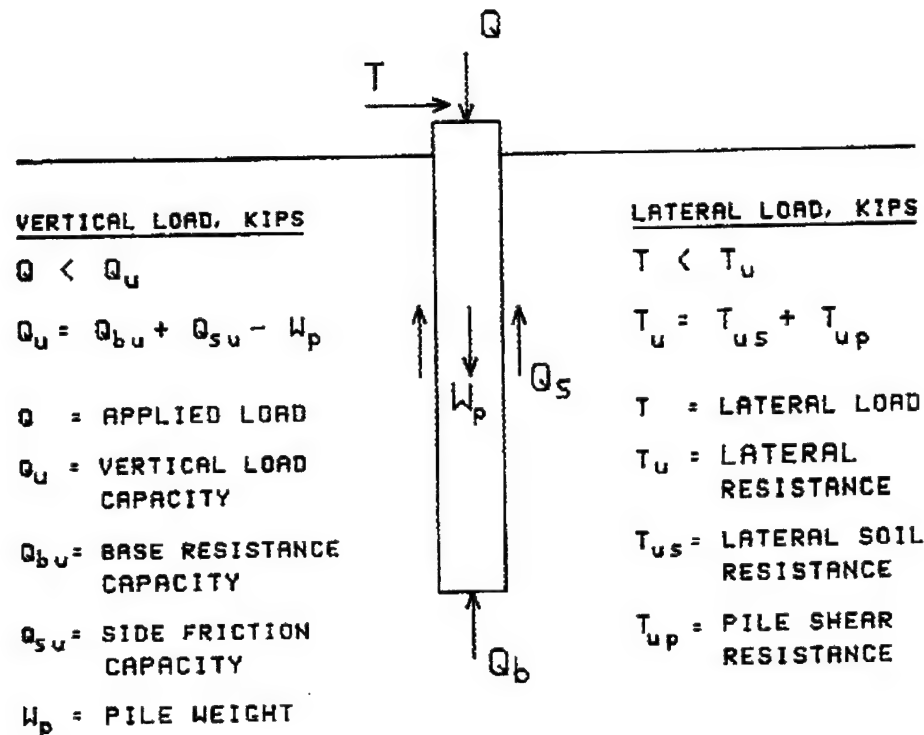 Q
T
VERTICAL LOAD, KIPS
Q < Qu
Qu = Qbu + Qsu - Wp
Q = APPLIED LOAD
Qu = VERTICAL LOAD
CAPACITY
Qbu = BASE RESISTANCE
CAPACITY
Qsu = SIDE FRICTION
CAPACITY
Wp = PILE WEIGHT
Wp
Qs
Qb
LATERAL LOAD, KIPS
T < Tu
Tu = Tus + Tup
T = LATERAL LOAD
Tu = LATERAL
RESISTANCE
Tus = LATERAL SOIL
RESISTANCE
Tup = PILE SHEAR
RESISTANCE